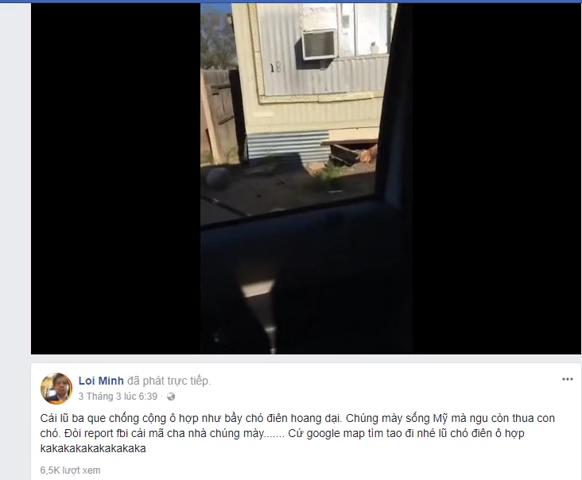 18
Loi Minh đã phát trực tiếp.
3 Tháng 3 lúc 6:39 ·
Cái lũ ba que chống cộng ô hợp như bầy chó điên hoang dại. Chúng mày sống Mỹ mà ngu còn thua con
chó. Đòi report fbi cái mã cha nhà chúng mày....... Cứ google map tìm tao đi nhé lũ chó điên ô hợp
kakakakakakakakaka
6,5K lượt xem